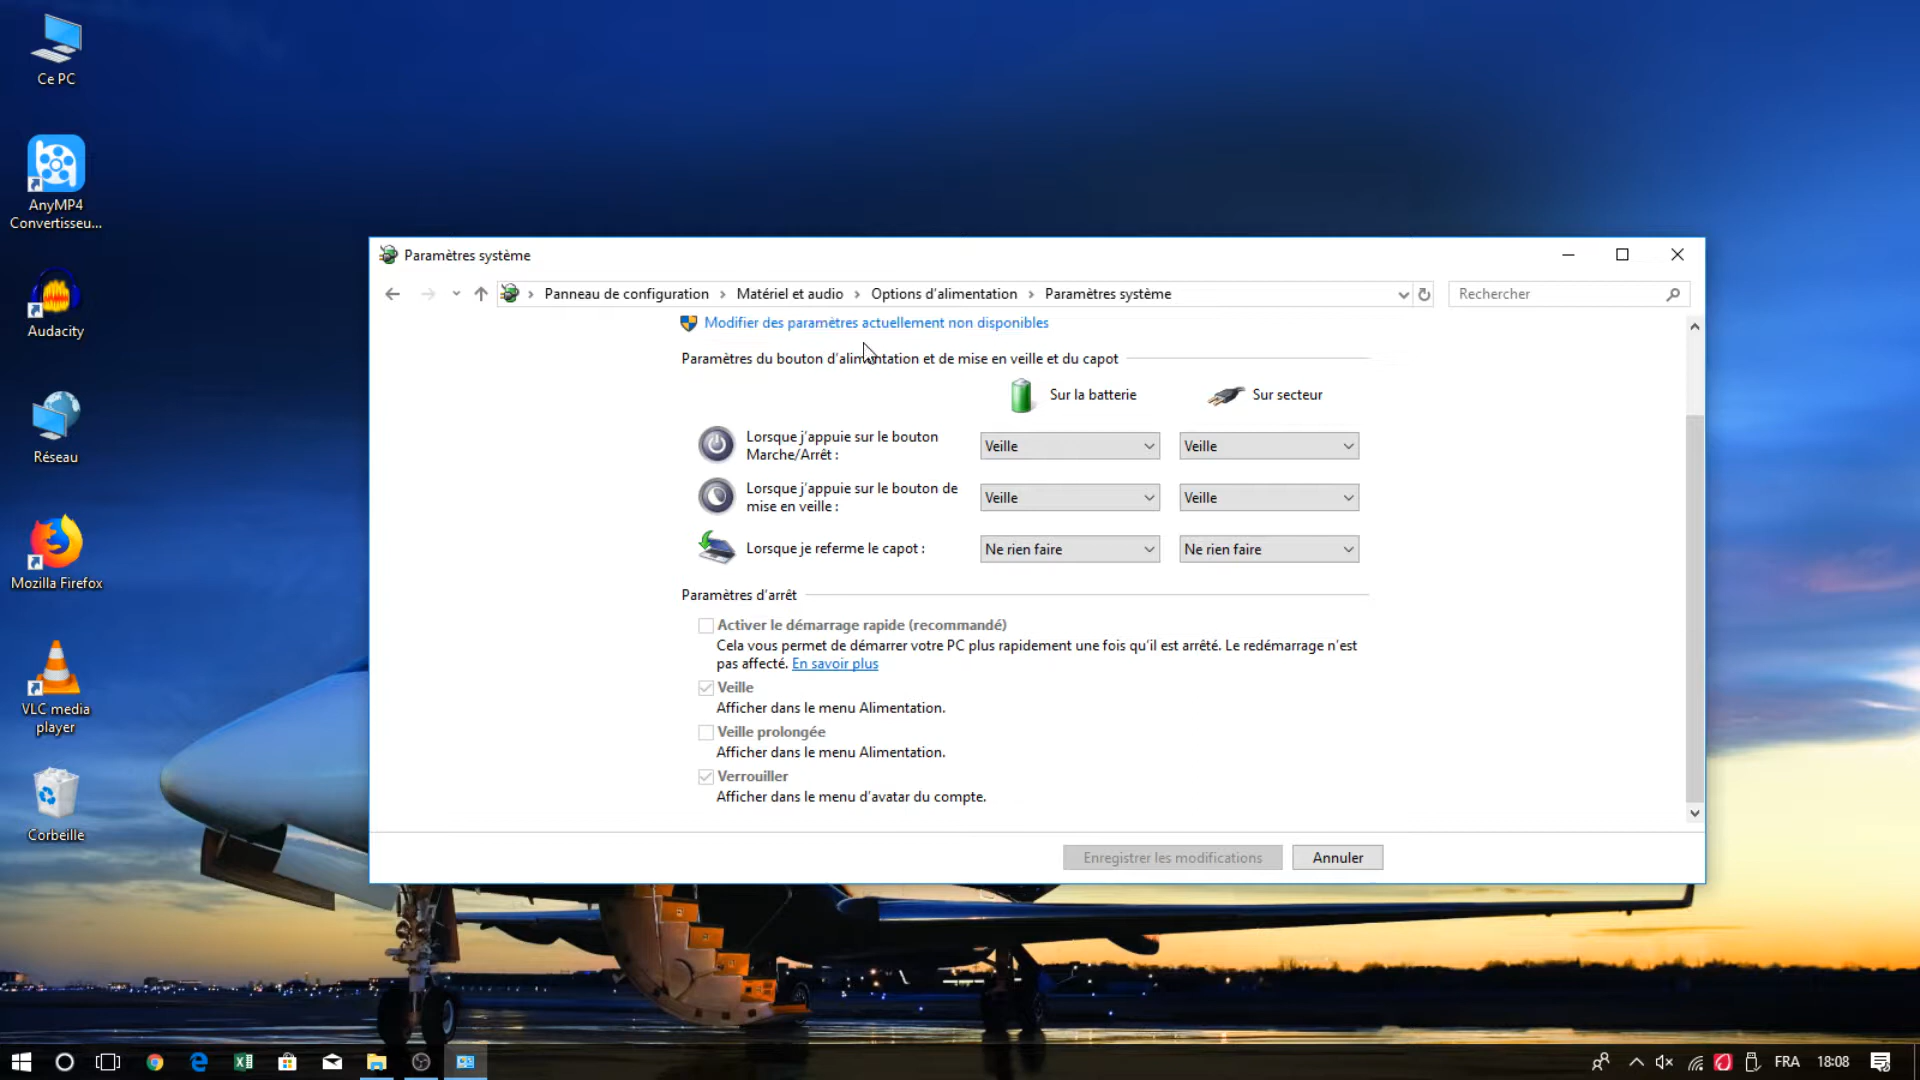 Ce PC
AnyMP4
Convertisseu...
Audacity
Réseau
Mozilla Firefox
VLC media
player
Corbeille
Paramètres système
Panneau de configuration
Matériel et audio
Options d'alimentation
Paramètres système
Rechercher
Modifier des paramètres actuellement non disponibles
Paramètres du bouton d'alimentation et de mise en veille et du capot
Sur la batterie
Sur secteur
Lorsque j'appuie sur le bouton
Marche/Arrêt :
Veille
Veille
Lorsque j'appuie sur le bouton de
mise en veille :
Veille
Veille
Lorsque je referme le capot :
Ne rien faire
Ne rien faire
Paramètres d'arrêt
Activer le démarrage rapide (recommandé)
Cela vous permet de démarrer votre PC plus rapidement une fois qu'il est arrêté. Le redémarrage n'est
pas affecté. En savoir plus
Veille
Afficher dans le menu Alimentation.
Veille prolongée
Afficher dans le menu Alimentation.
Verrouiller
Afficher dans le menu d'avatar du compte.
Enregistrer les modifications
Annuler
FRA
18:08